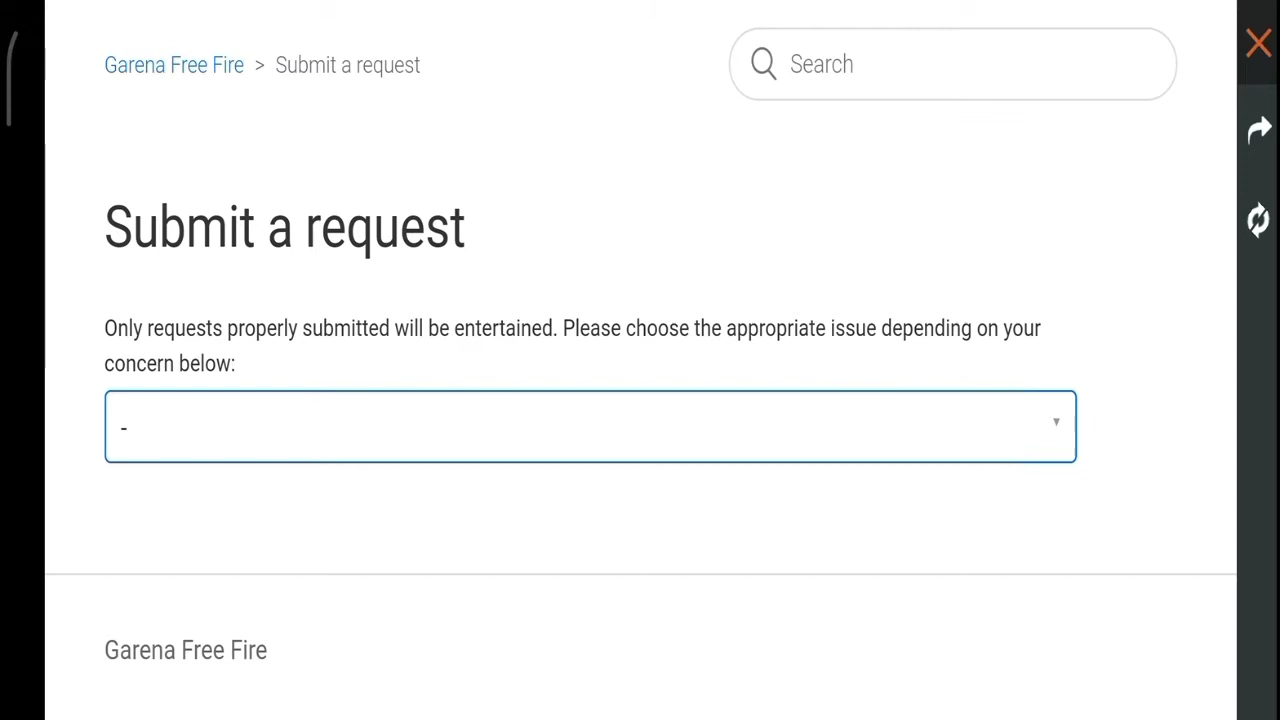 Garena Free Fire > Submit a request
Search
Submit a request
Only requests properly submitted will be entertained. Please choose the appropriate issue depending on your
concern below:
-
Garena Free Fire